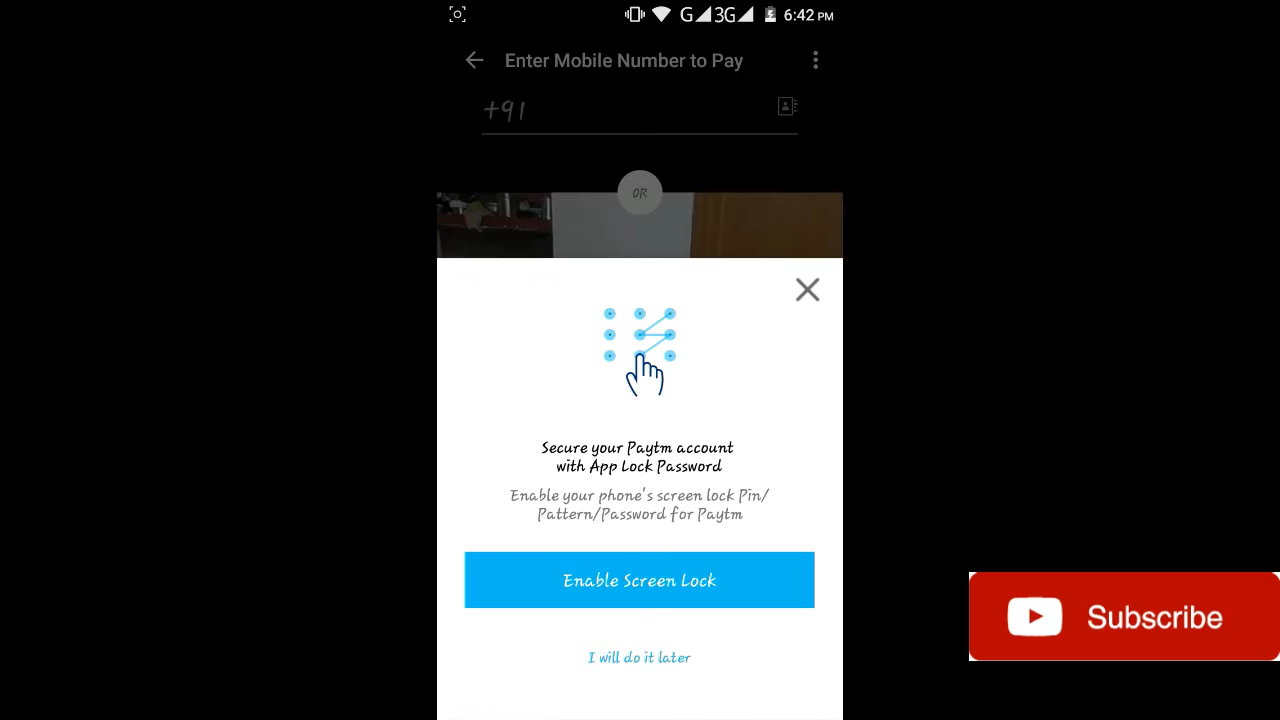 G 3G 6:42 PM
Enter Mobile Number to Pay
+91
OR
Secure your Paytm account
with App Lock Password
Enable your phone's screen lock Pin/
Pattern/Password for Paytm
Enable Screen Lock
I will do it later
Subscribe